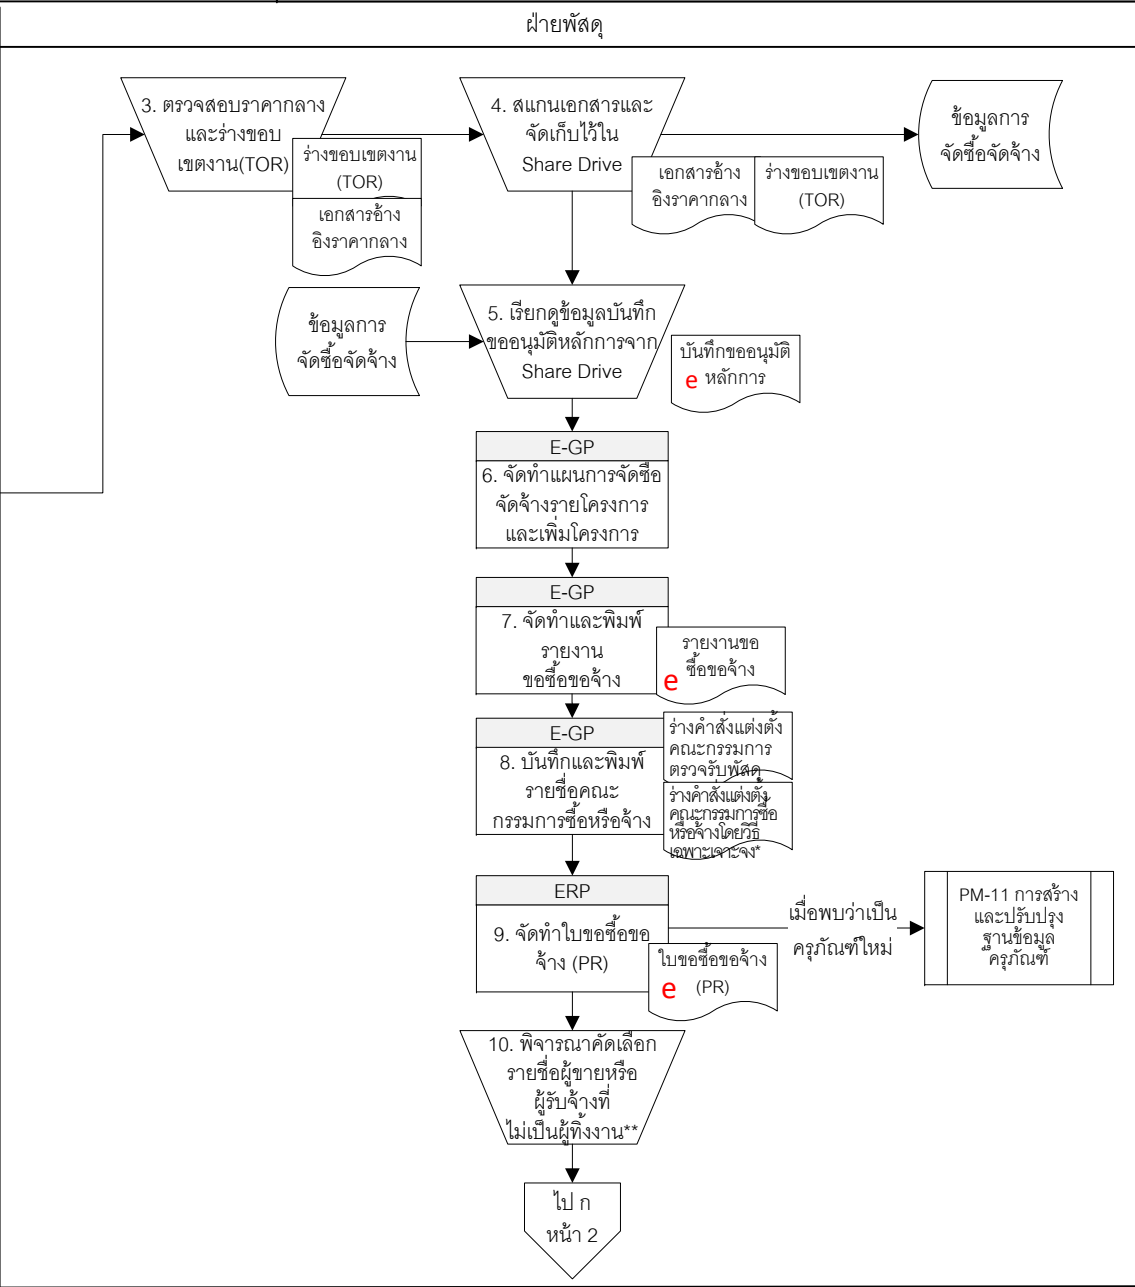 ฝ่ายพัสดุ
3. ตรวจสอบราคากลาง
และร่างขอบ
เขตงาน(TOR)
ร่างขอบเขตงาน
(TOR)
เอกสารอ้าง
อิงราคากลาง
4. สแกนเอกสารและ
จัดเก็บไว้ใน
Share Drive
เอกสารอ้าง
อิงราคากลาง
ร่างขอบเขตงาน
(TOR)
ข้อมูลการ
จัดซื้อจัดจ้าง
ข้อมูลการ
จัดซื้อจัดจ้าง
5. เรียกดูข้อมูลบันทึก
ขออนุมัติหลักการจาก
Share Drive
บันทึกขออนุมัติ
e หลักการ
E-GP
6. จัดทำแผนการจัดซื้อ
จัดจ้างรายโครงการ
และเพิ่มโครงการ
E-GP
7. จัดทำและพิมพ์
รายงาน
ขอซื้อขอจ้าง
รายงานขอ
ซื้อขอจ้าง
e
E-GP
8. บันทึกและพิมพ์
รายชื่อคณะ
กรรมการซื้อหรือจ้าง
ร่างคำสั่งแต่งตั้ง
คณะกรรมการ
ตรวจรับพัสดุ
ร่างคำสั่งแต่งตั้ง
คณะกรรมการซื้อ
หรือจ้างโดยวิธี
เฉพาะเจาะจง*
ERP
9. จัดทำใบขอซื้อขอ
จ้าง (PR)
ใบขอซื้อขอจ้าง
e (PR)
เมื่อพบว่าเป็น
ครุภัณฑ์ใหม่
PM-11 การสร้าง
และปรับปรุง
ฐานข้อมูล
ครุภัณฑ์
10. พิจารณาคัดเลือก
รายชื่อผู้ขายหรือ
ผู้รับจ้างที่
ไม่เป็นผู้ทิ้งงาน**
ไป ก
หน้า 2